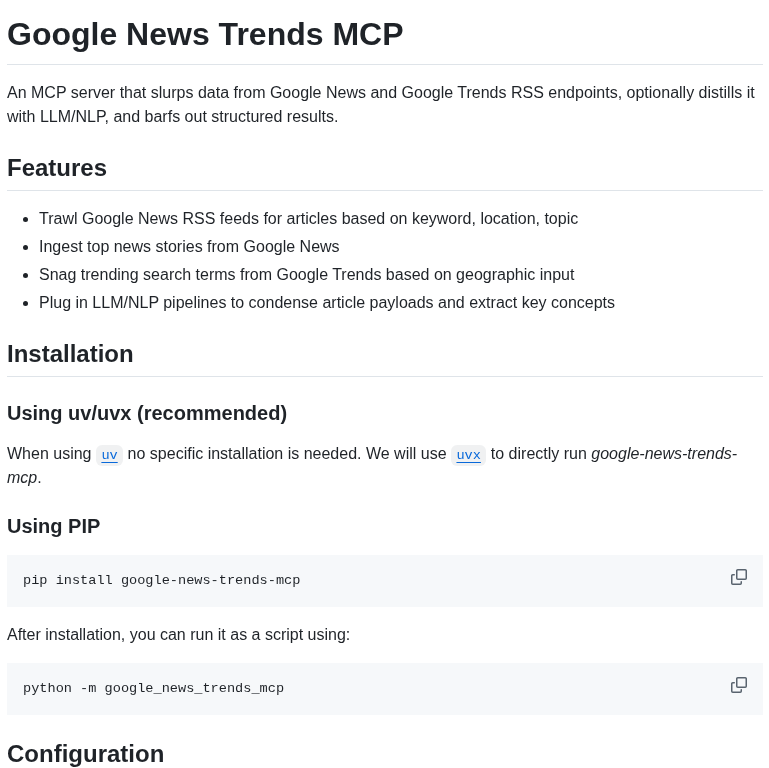 Google News Trends MCP
An MCP server that slurps data from Google News and Google Trends RSS endpoints, optionally distills it
with LLM/NLP, and barfs out structured results.
Features
Trawl Google News RSS feeds for articles based on keyword, location, topic
Ingest top news stories from Google News
Snag trending search terms from Google Trends based on geographic input
Plug in LLM/NLP pipelines to condense article payloads and extract key concepts
Installation
Using uv/uvx (recommended)
When using uv no specific installation is needed. We will use uvx to directly run google-news-trends-
mcp.
Using PIP
pip install google-news-trends-mcp
After installation, you can run it as a script using:
python -m google_news_trends_mcp
Configuration